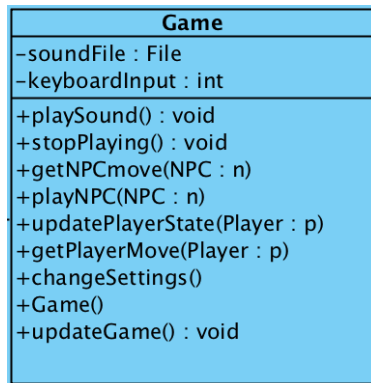 Game
-soundFile : File
-keyboardInput : int
+playSound() : void
+stopPlaying() : void
+getNPCmove(NPC : n)
+playNPC(NPC : n)
+updatePlayerState(Player : p)
+getPlayerMove(Player : p)
+changeSettings()
+Game()
+updateGame() : void